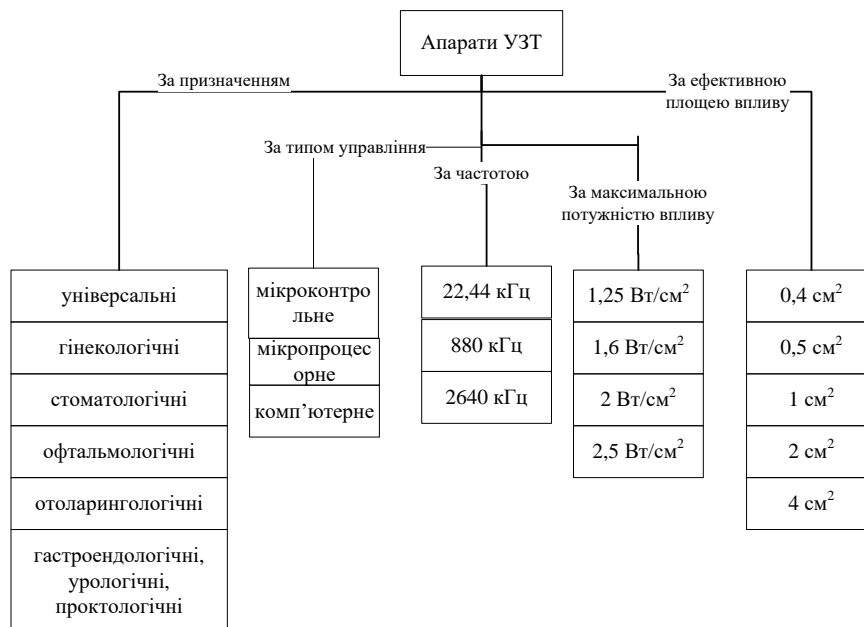 Апарати УЗТ
За призначенням
За ефективною
площею впливу
За типом управління
За частотою
За максимальною
потужністю впливу
універсальні
гінекологічні
стоматологічні
офтальмологічні
отоларингологічні
гастроендологічні,
урологічні,
проктологічні
мікроконтро
льне
мікропроцес
орне
комп’ютерне
22,44 кГц
880 кГц
2640 кГц
1,25 Вт/см²
1,6 Вт/см²
2 Вт/см²
2,5 Вт/см²
0,4 см²
0,5 см²
1 см²
2 см²
4 см²